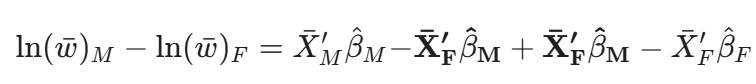 ln(w̄)_M − ln(w̄)_F = X̄′_M β̂_M − **X̄′_F β̂_M** + **X̄′_F β̂_M** − X̄′_F β̂_F